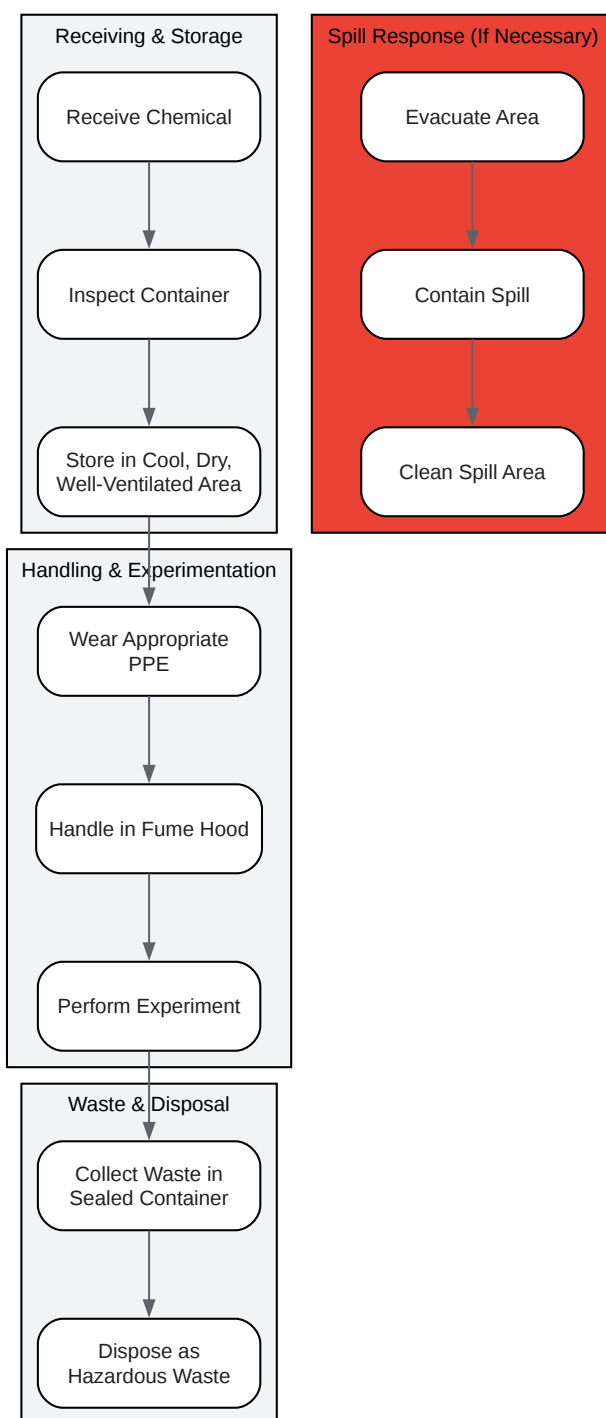 Receiving & Storage
Receive Chemical
Inspect Container
Store in Cool, Dry,
Well-Ventilated Area
Spill Response (If Necessary)
Evacuate Area
Contain Spill
Clean Spill Area
Handling & Experimentation
Wear Appropriate
PPE
Handle in Fume Hood
Perform Experiment
Waste & Disposal
Collect Waste in
Sealed Container
Dispose as
Hazardous Waste